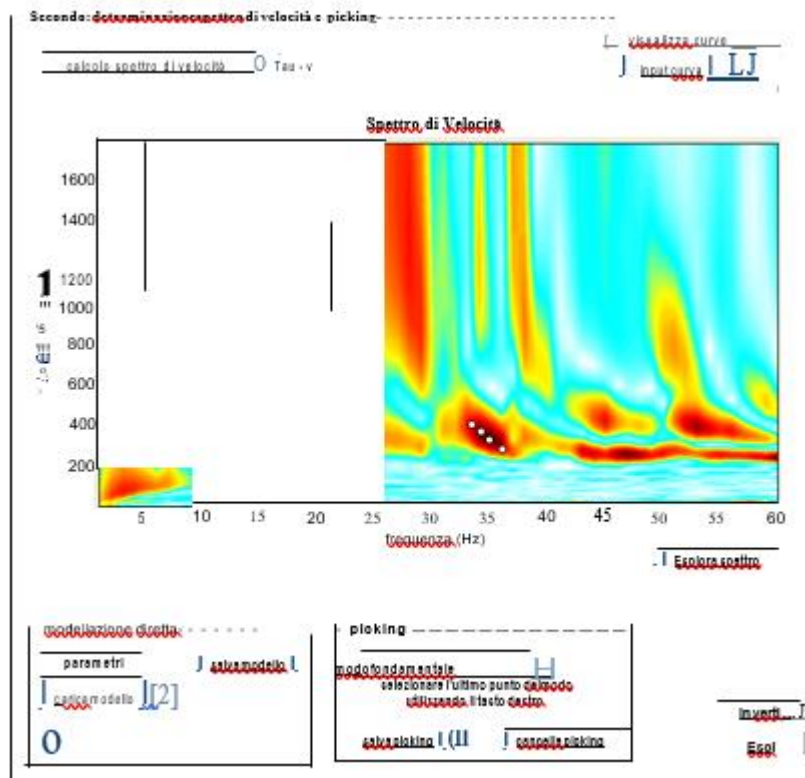 Secondo: determinazione spettro di velocità e picking
visualizza curve
calcolo spettro di velocità O Tau - v
input curva
Spettro di Velocità
1600
1400
1200
1000
800
600
400
200
5 10 15 20 25 30 35 40 45 50 55 60
frequenza (Hz)
Esplora spettro
modellazione diretta
picking
parametri
salva modello
modo fondamentale
selezionare l'ultimo punto del modo
utilizzando il tasto destro
carica modello [2]
salva picking
cancella picking
Inverti...
O
Espl